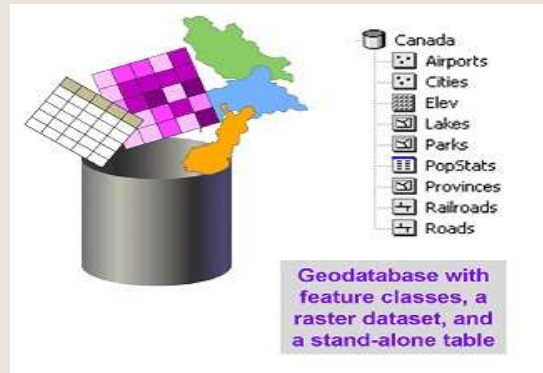 Canada
Airports
Cities
Elev
Lakes
Parks
PopStats
Provinces
Railroads
Roads
Geodatabase with
feature classes, a
raster dataset, and
a stand-alone table